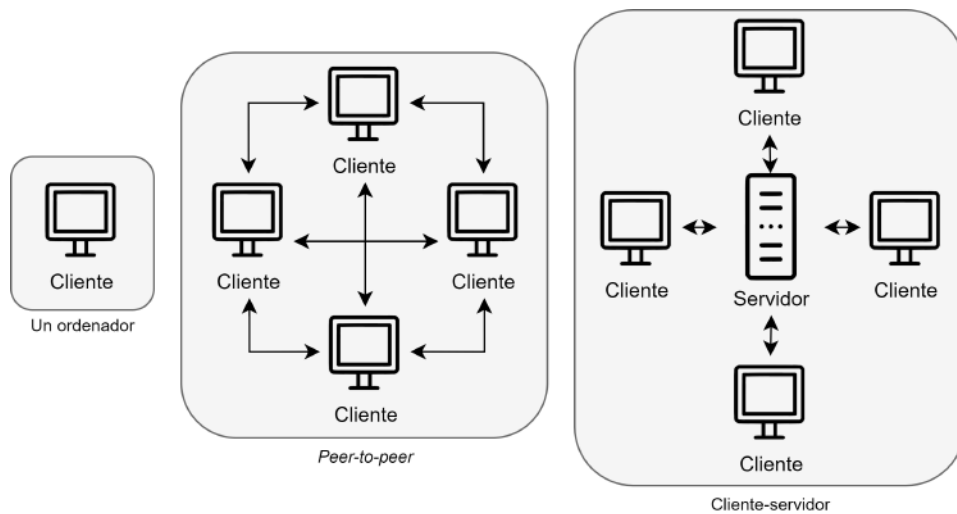 Cliente
Un ordenador
Cliente
Cliente
Cliente
Cliente
Peer-to-peer
Cliente
Cliente
Servidor
Cliente
Cliente
Cliente-servidor